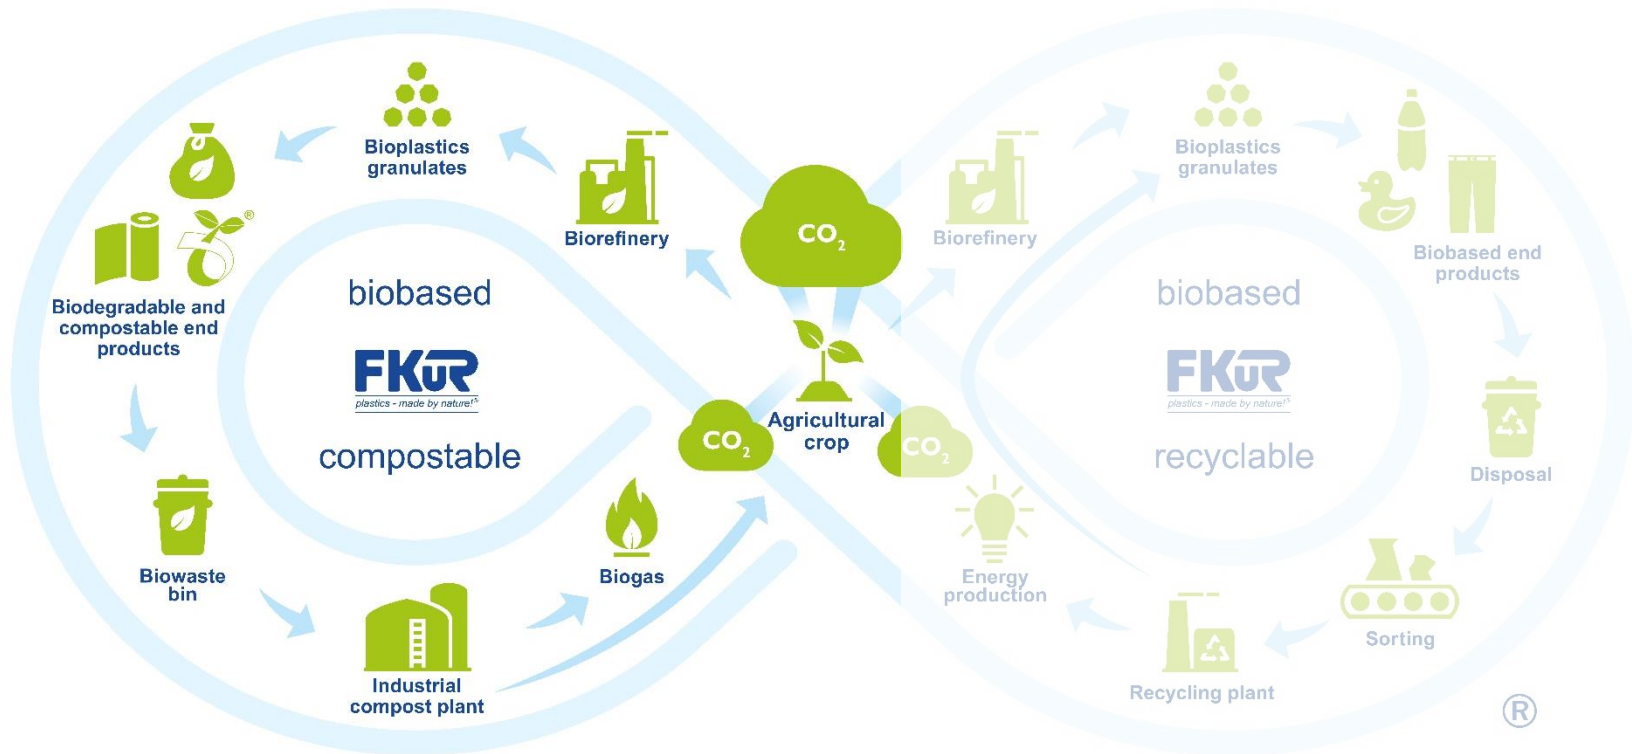 Bioplastics
granulates
Biorefinery
®
Biodegradable and
compostable end
products
biobased
FKuR
plastics - made by nature!®
compostable
Biowaste
bin
Industrial
compost plant
Biogas
CO2
CO2
Agricultural
crop
CO2
Biorefinery
Bioplastics
granulates
Biobased end
products
biobased
FKuR
plastics - made by nature!®
recyclable
Disposal
Sorting
Recycling plant
Energy
production
®